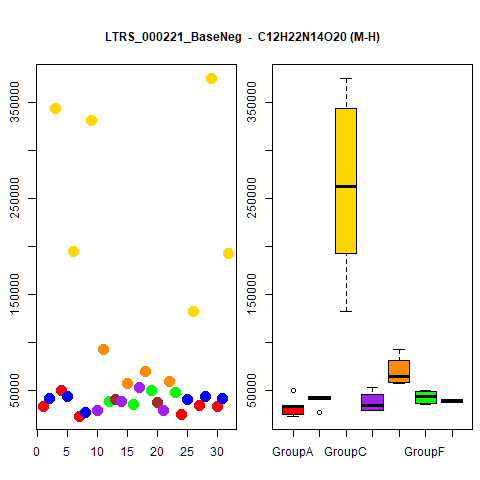 LTRS_000221_BaseNeg - C12H22N14O20 (M-H)
350000
250000
150000
50000
0 5 10 15 20 25 30
350000
250000
150000
50000
GroupA GroupC GroupF